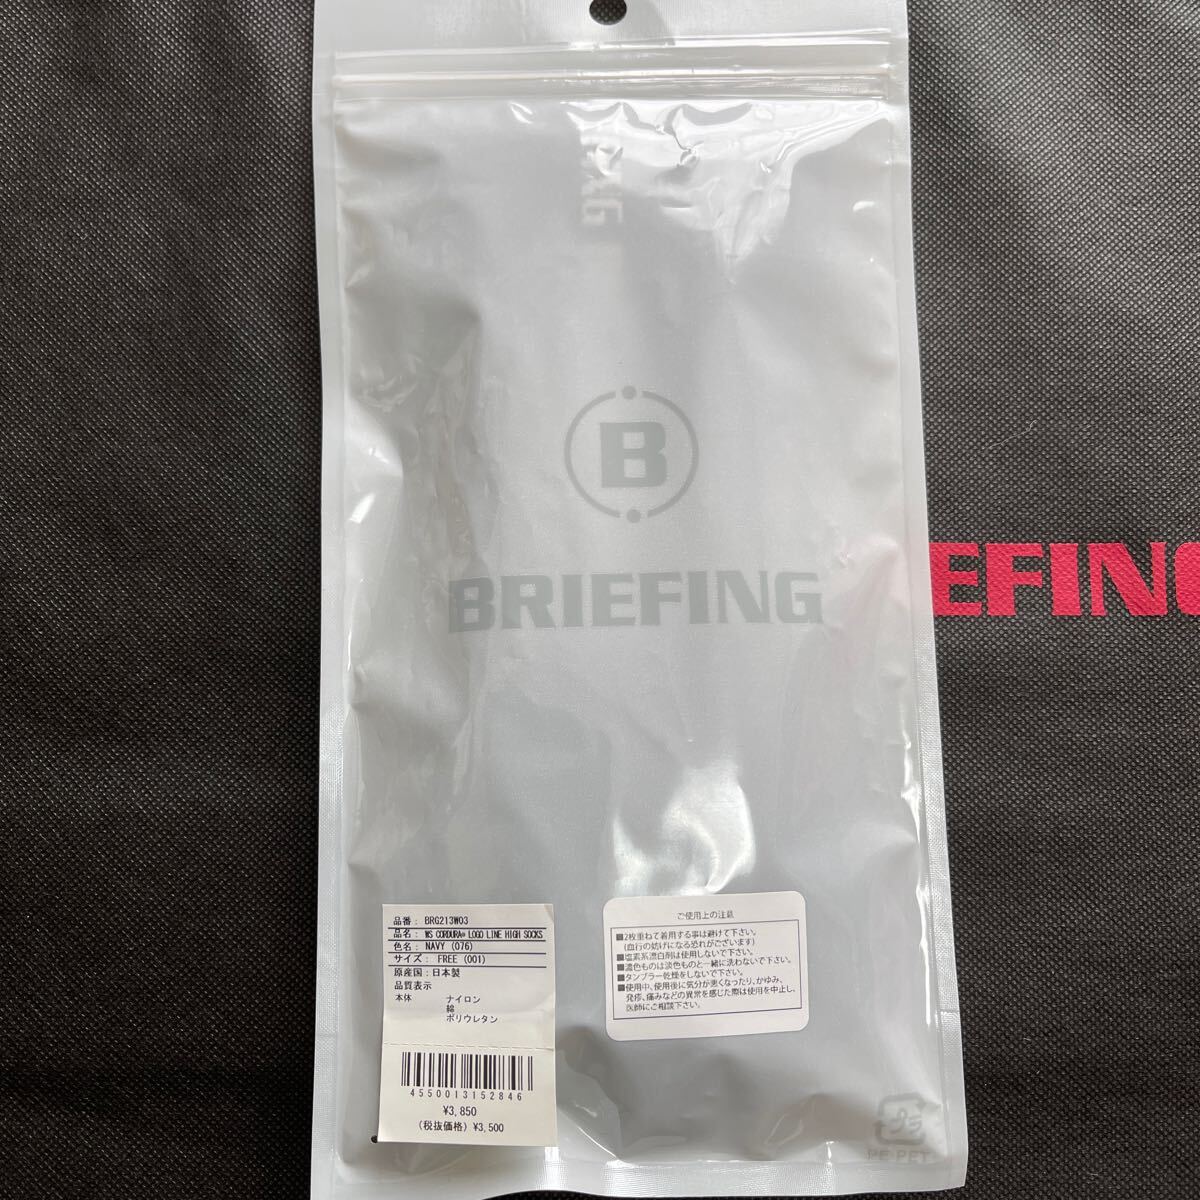 B
BRIEFING
EFING
品番： BRG213W03
品名： WS CORDURA® LOGO LINE HIGH SOCKS
色名： NAVY (076)
サイズ： FREE (001)
原産国：日本製
品質表示
本体 ナイロン
綿
ポリウレタン
4550013152846
¥3,850
(税抜価格) ¥3,500
ご使用上の注意
■2枚重ねて着用する事は避けて下さい。
(血行の妨げになる恐れがございます)
■塩素系漂白剤は使用しないで下さい。
■濃色ものは淡色ものと一緒に洗わないで下さい。
■タンブラー乾燥をしないで下さい。
■使用中、使用後に気分が悪くなったり、かゆみ、
発疹、痛みなどの異常を感じた際は使用を中止し、
医師にご相談下さい。
プラ
PE・PET